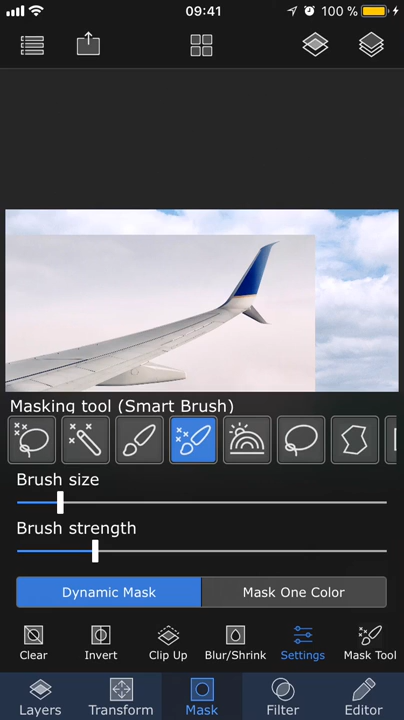 09:41
100 %
Masking tool (Smart Brush)
Brush size
Brush strength
Dynamic Mask
Mask One Color
Clear
Invert
Clip Up
Blur/Shrink
Settings
Mask Tool
Layers
Transform
Mask
Filter
Editor